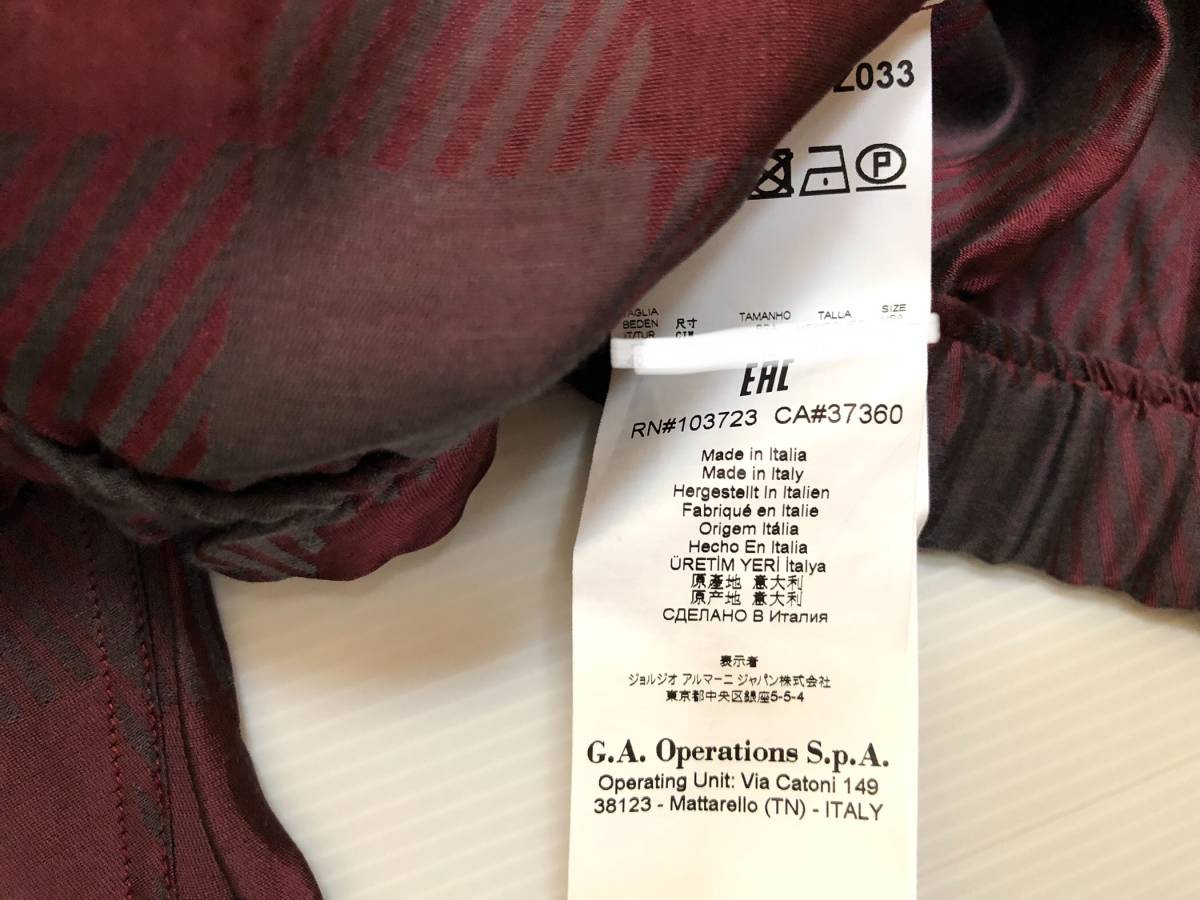 Z033
P
TAGLIA TAMANHO TALLA SIZE
BEDEN 尺寸
EAC
RN#103723 CA#37360
Made in Italia
Made in Italy
Hergestellt In Italien
Fabriqué en Italie
Origem Itália
Hecho En Italia
ÜRETİM YERİ İtalya
原產地 意大利
原产地 意大利
СДЕЛАНО В Италия
表示者
ジョルジオ アルマーニ ジャパン株式会社
東京都中央区銀座5-5-4
G.A. Operations S.p.A.
Operating Unit: Via Catoni 149
38123 - Mattarello (TN) - ITALY